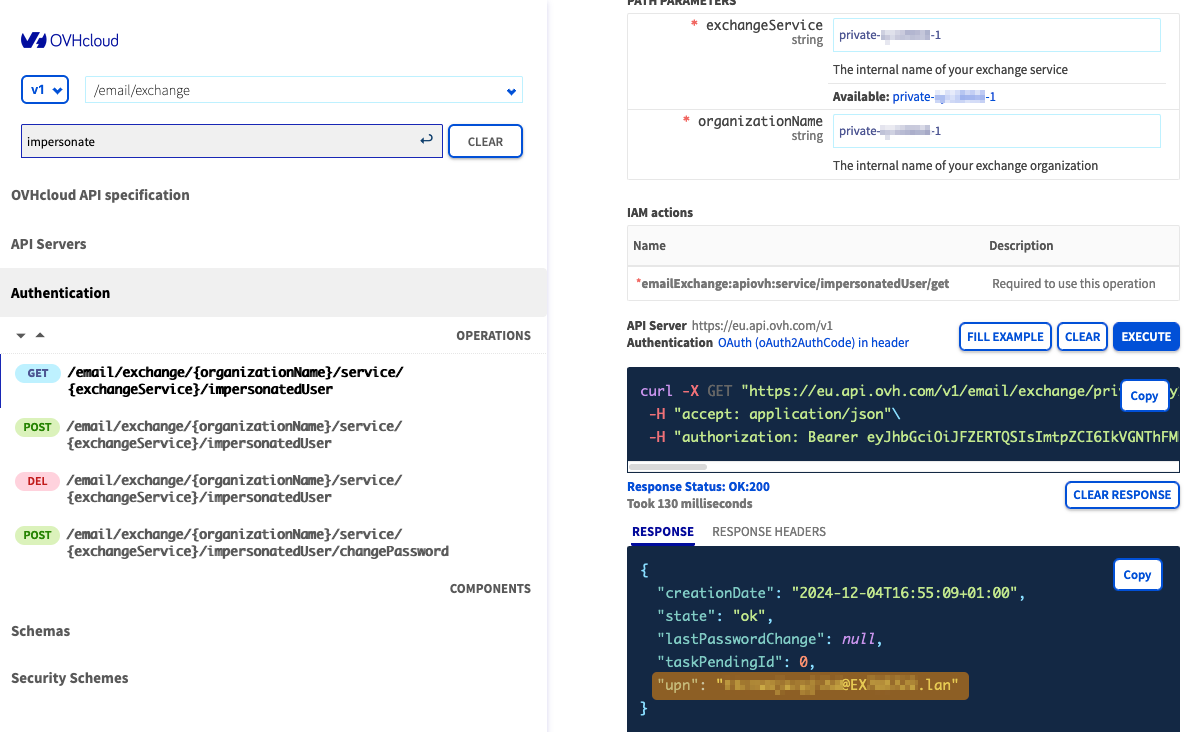 OVHcloud
v1
/email/exchange
impersonate
CLEAR
OVHcloud API specification
API Servers
Authentication
OPERATIONS
GET /email/exchange/{organizationName}/service/
{exchangeService}/impersonatedUser
POST /email/exchange/{organizationName}/service/
{exchangeService}/impersonatedUser
DEL /email/exchange/{organizationName}/service/
{exchangeService}/impersonatedUser
POST /email/exchange/{organizationName}/service/
{exchangeService}/impersonatedUser/changePassword
COMPONENTS
Schemas
Security Schemes
PATH PARAMETERS
* exchangeService
string
private- -1
The internal name of your exchange service
Available: private- -1
* organizationName
string
private- -1
The internal name of your exchange organization
IAM actions
Name Description
*emailExchange:apiovh:service/impersonatedUser/get Required to use this operation
API Server https://eu.api.ovh.com/v1
Authentication OAuth (oAuth2AuthCode) in header
FILL EXAMPLE
CLEAR
EXECUTE
curl -X GET "https://eu.api.ovh.com/v1/email/exchange/pri
-H "accept: application/json"\
-H "authorization: Bearer eyJhbGciOiJFZERTQSIsImtpZCI6IkVGNThFM
Copy
Response Status: OK:200
Took 130 milliseconds
CLEAR RESPONSE
RESPONSE RESPONSE HEADERS
Copy
{
"creationDate": "2024-12-04T16:55:09+01:00",
"state": "ok",
"lastPasswordChange": null,
"taskPendingId": 0,
"upn": " @EX .lan"
}